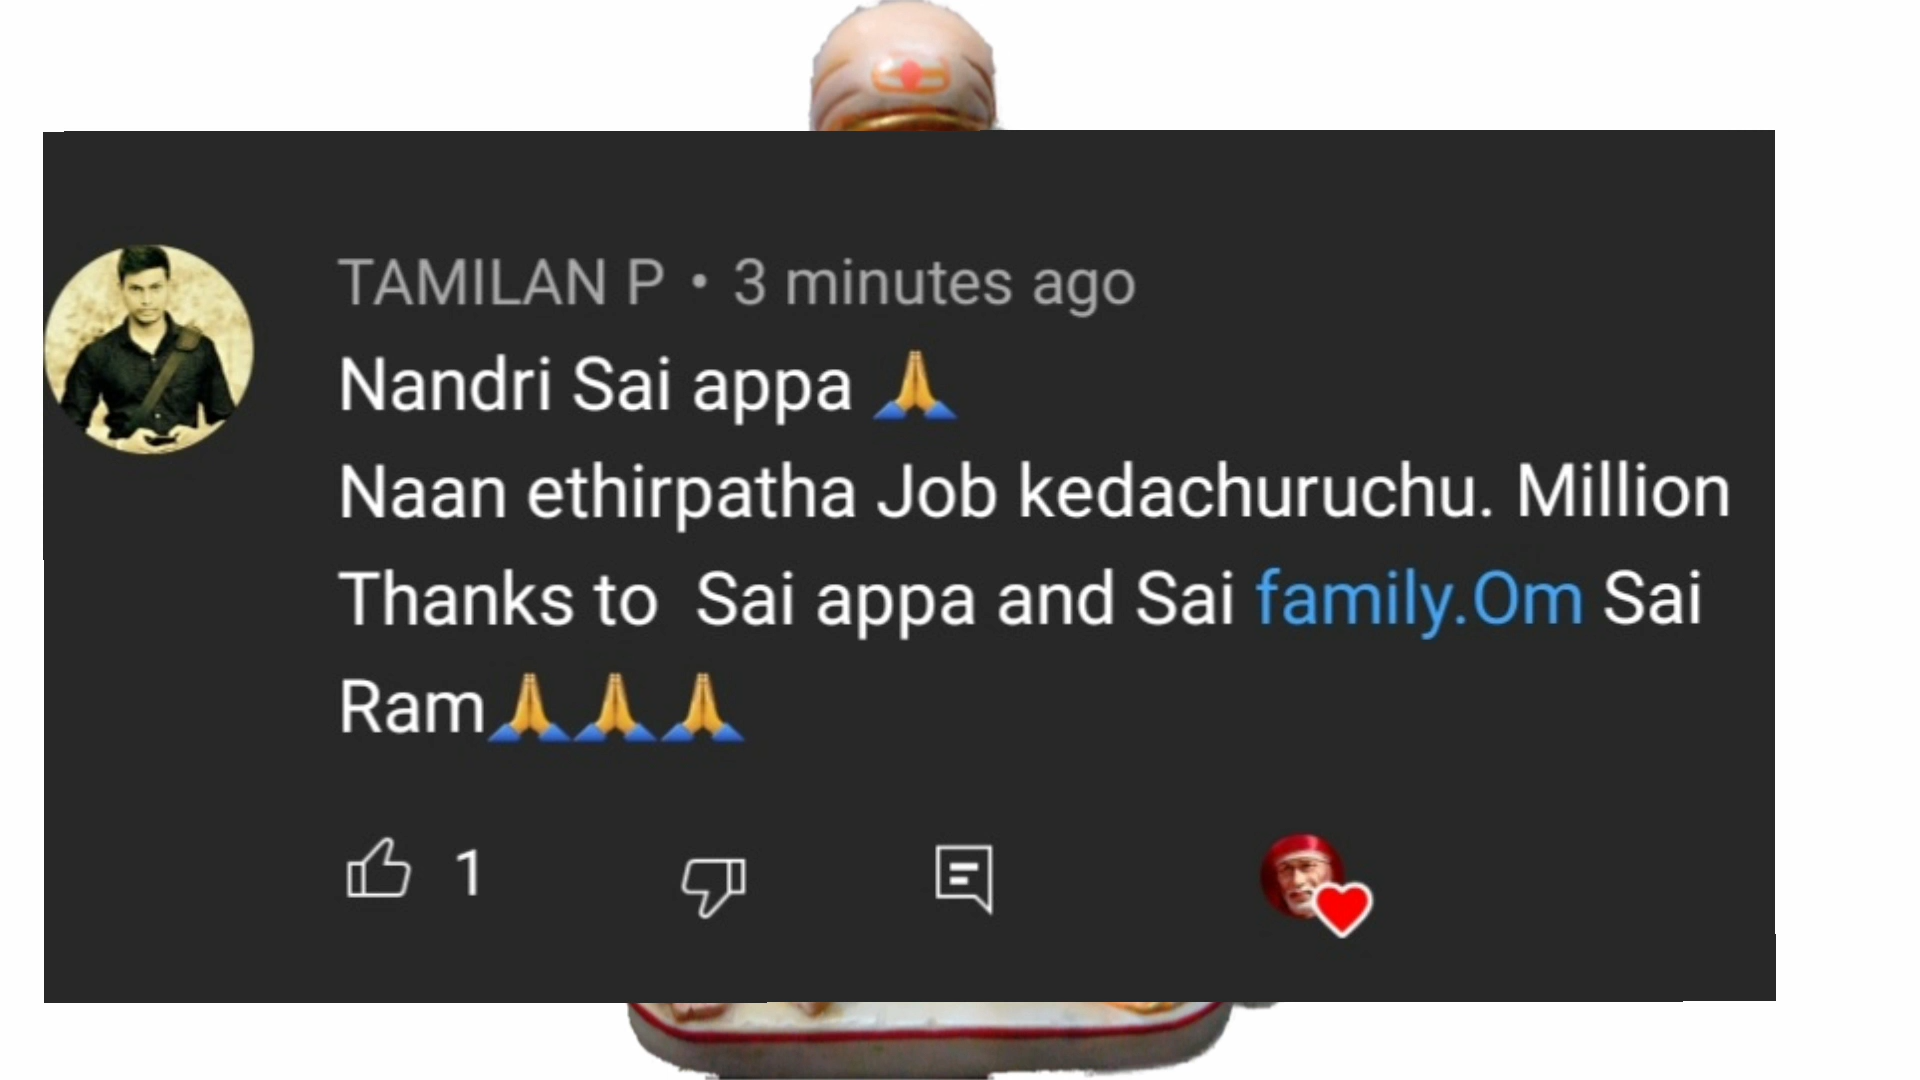 TAMILAN P • 3 minutes ago
Nandri Sai appa 🙏
Naan ethirpatha Job kedachuruchu. Million
Thanks to  Sai appa and Sai family.Om Sai
Ram🙏🙏🙏
1